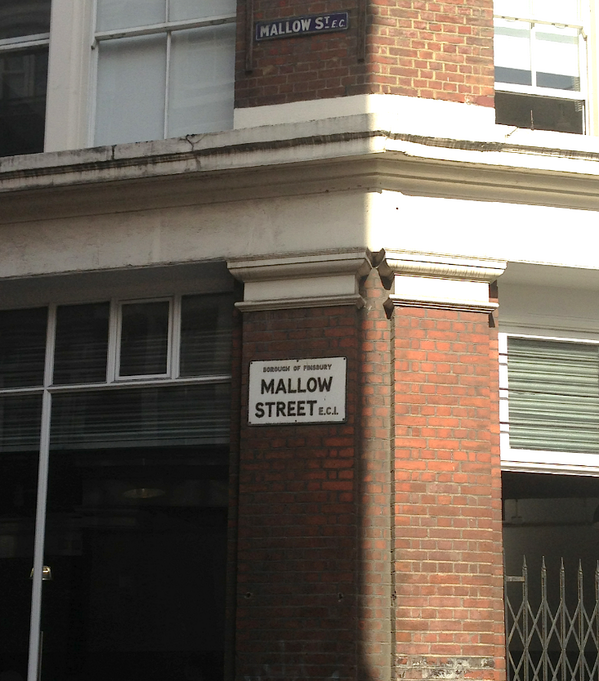 MALLOW ST. E.C.
BOROUGH OF FINSBURY
MALLOW
STREET E.C.1.